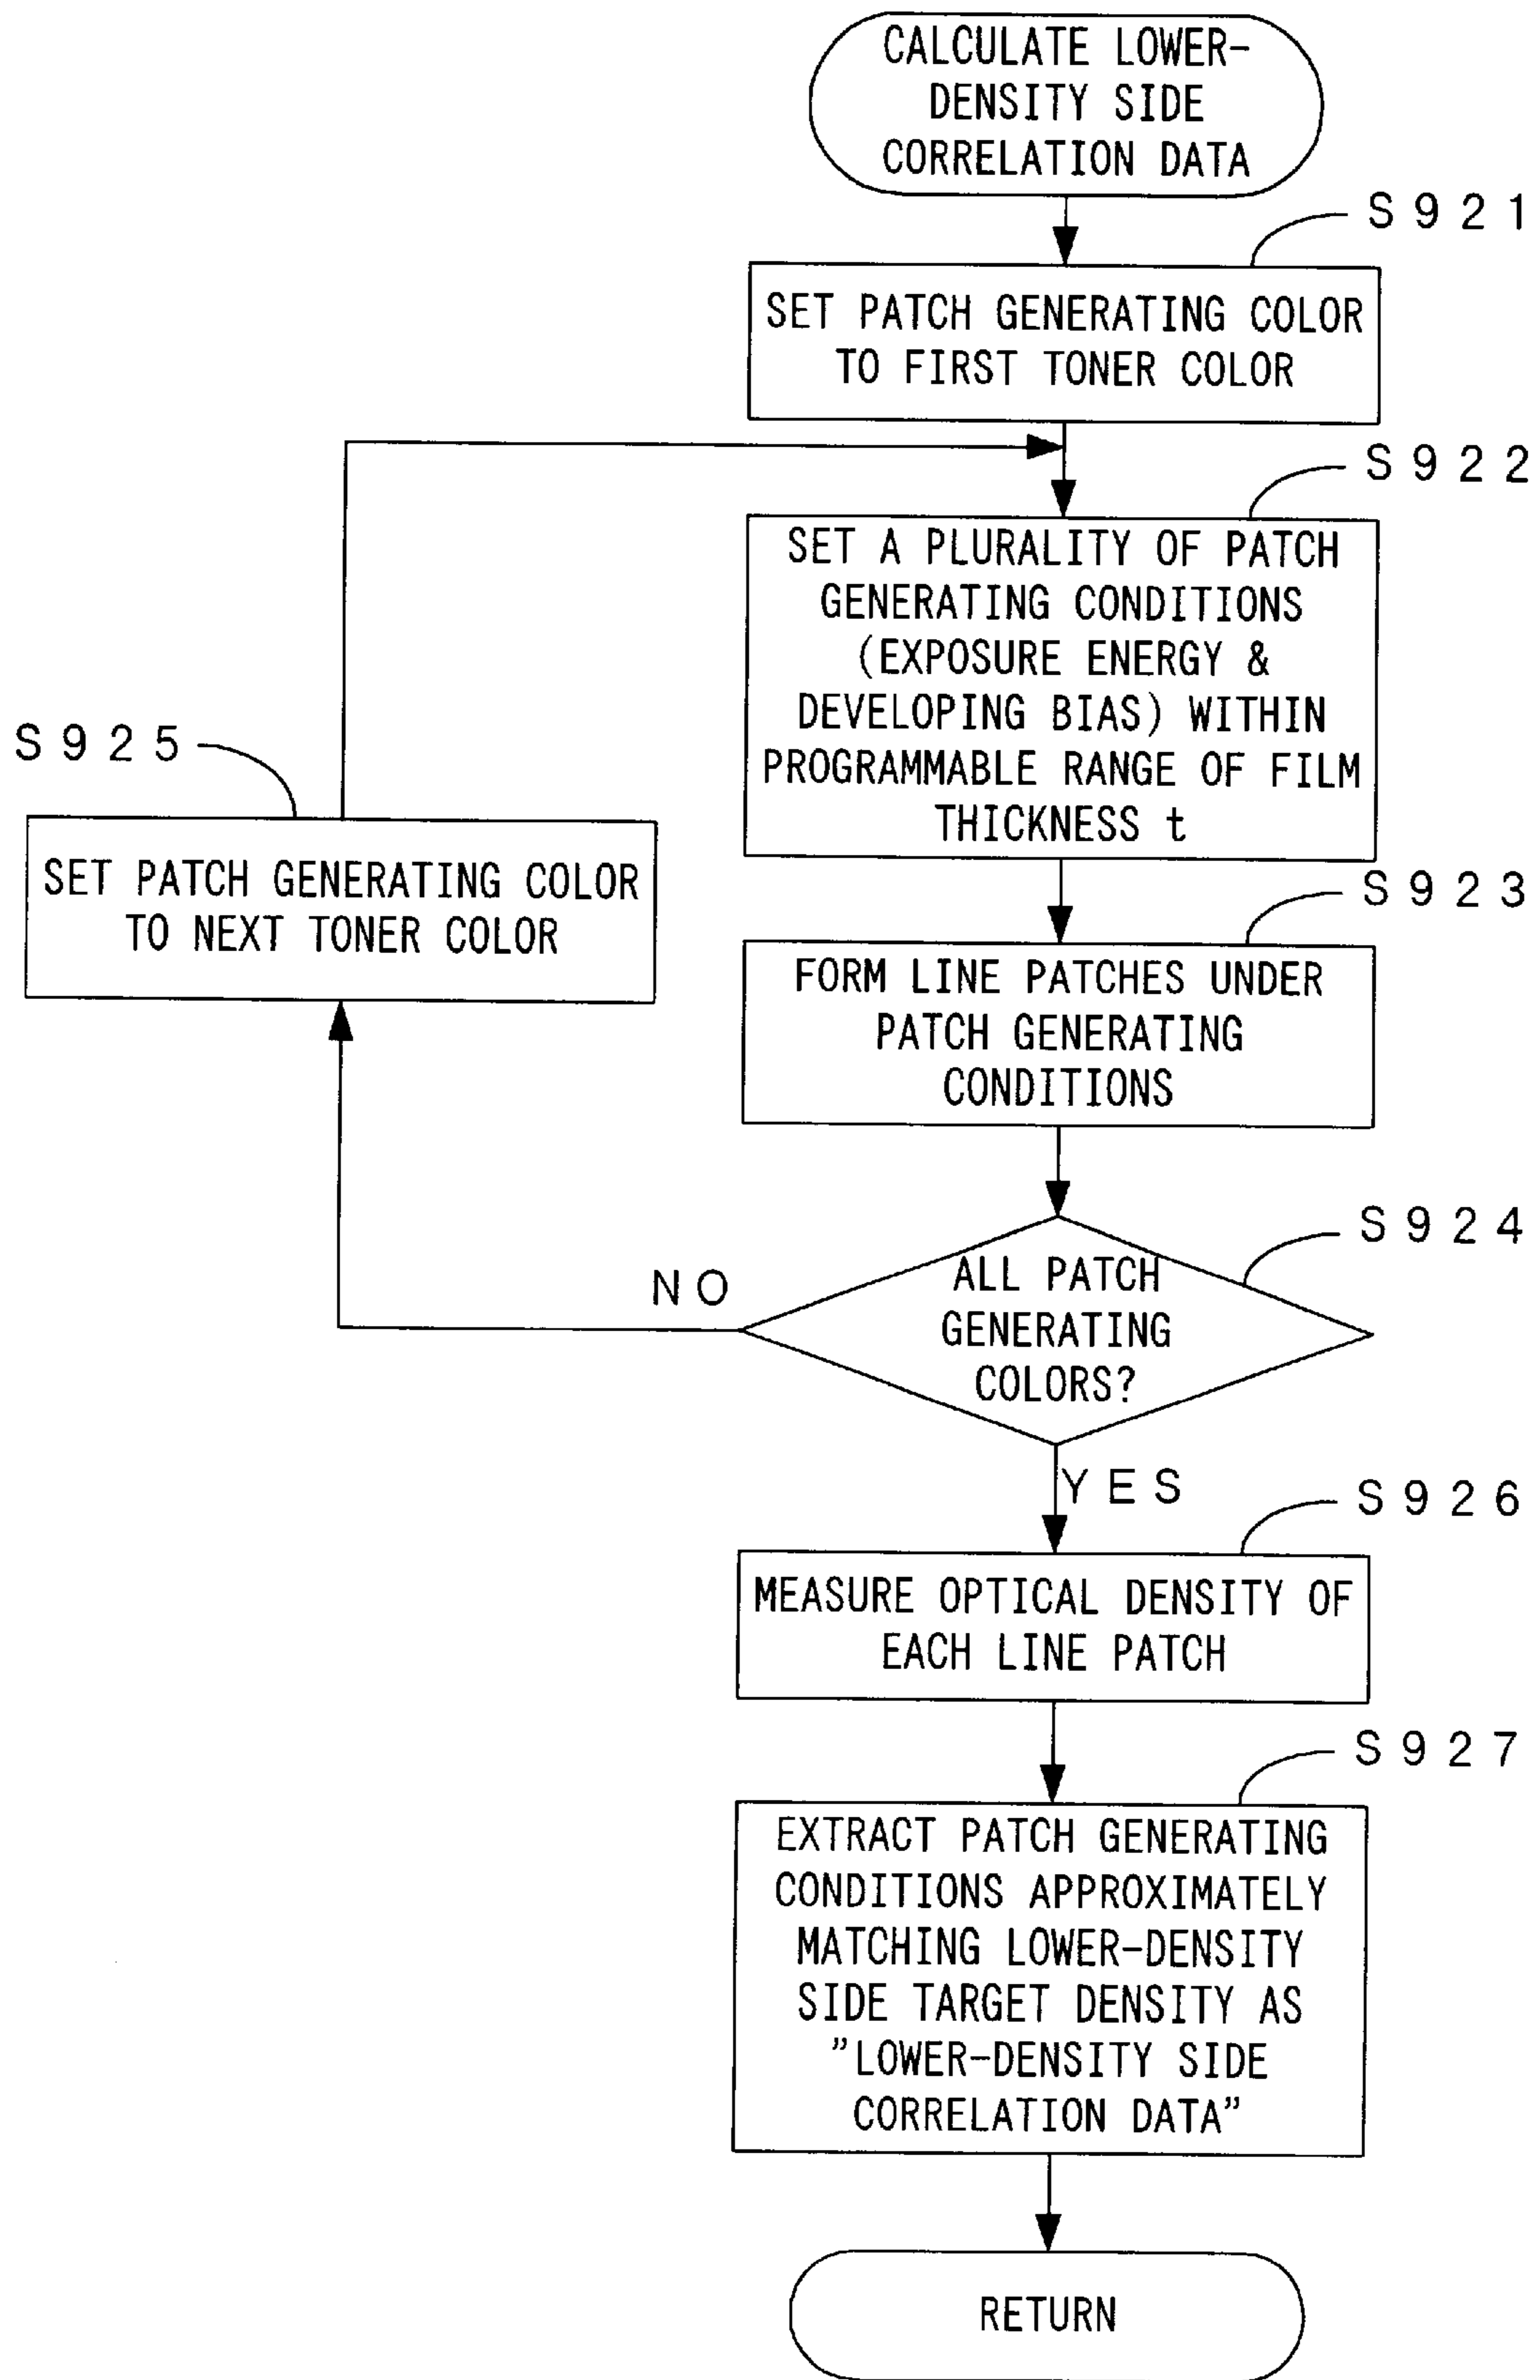 CALCULATE LOWER-
DENSITY SIDE
CORRELATION DATA
S921
SET PATCH GENERATING COLOR
TO FIRST TONER COLOR
S922
SET A PLURALITY OF PATCH
GENERATING CONDITIONS
(EXPOSURE ENERGY &
DEVELOPING BIAS) WITHIN
PROGRAMMABLE RANGE OF FILM
THICKNESS t
S925
SET PATCH GENERATING COLOR
TO NEXT TONER COLOR
S923
FORM LINE PATCHES UNDER
PATCH GENERATING
CONDITIONS
S924
ALL PATCH
GENERATING
COLORS?
NO
YES
S926
MEASURE OPTICAL DENSITY OF
EACH LINE PATCH
S927
EXTRACT PATCH GENERATING
CONDITIONS APPROXIMATELY
MATCHING LOWER-DENSITY
SIDE TARGET DENSITY AS
”LOWER-DENSITY SIDE
CORRELATION DATA”
RETURN